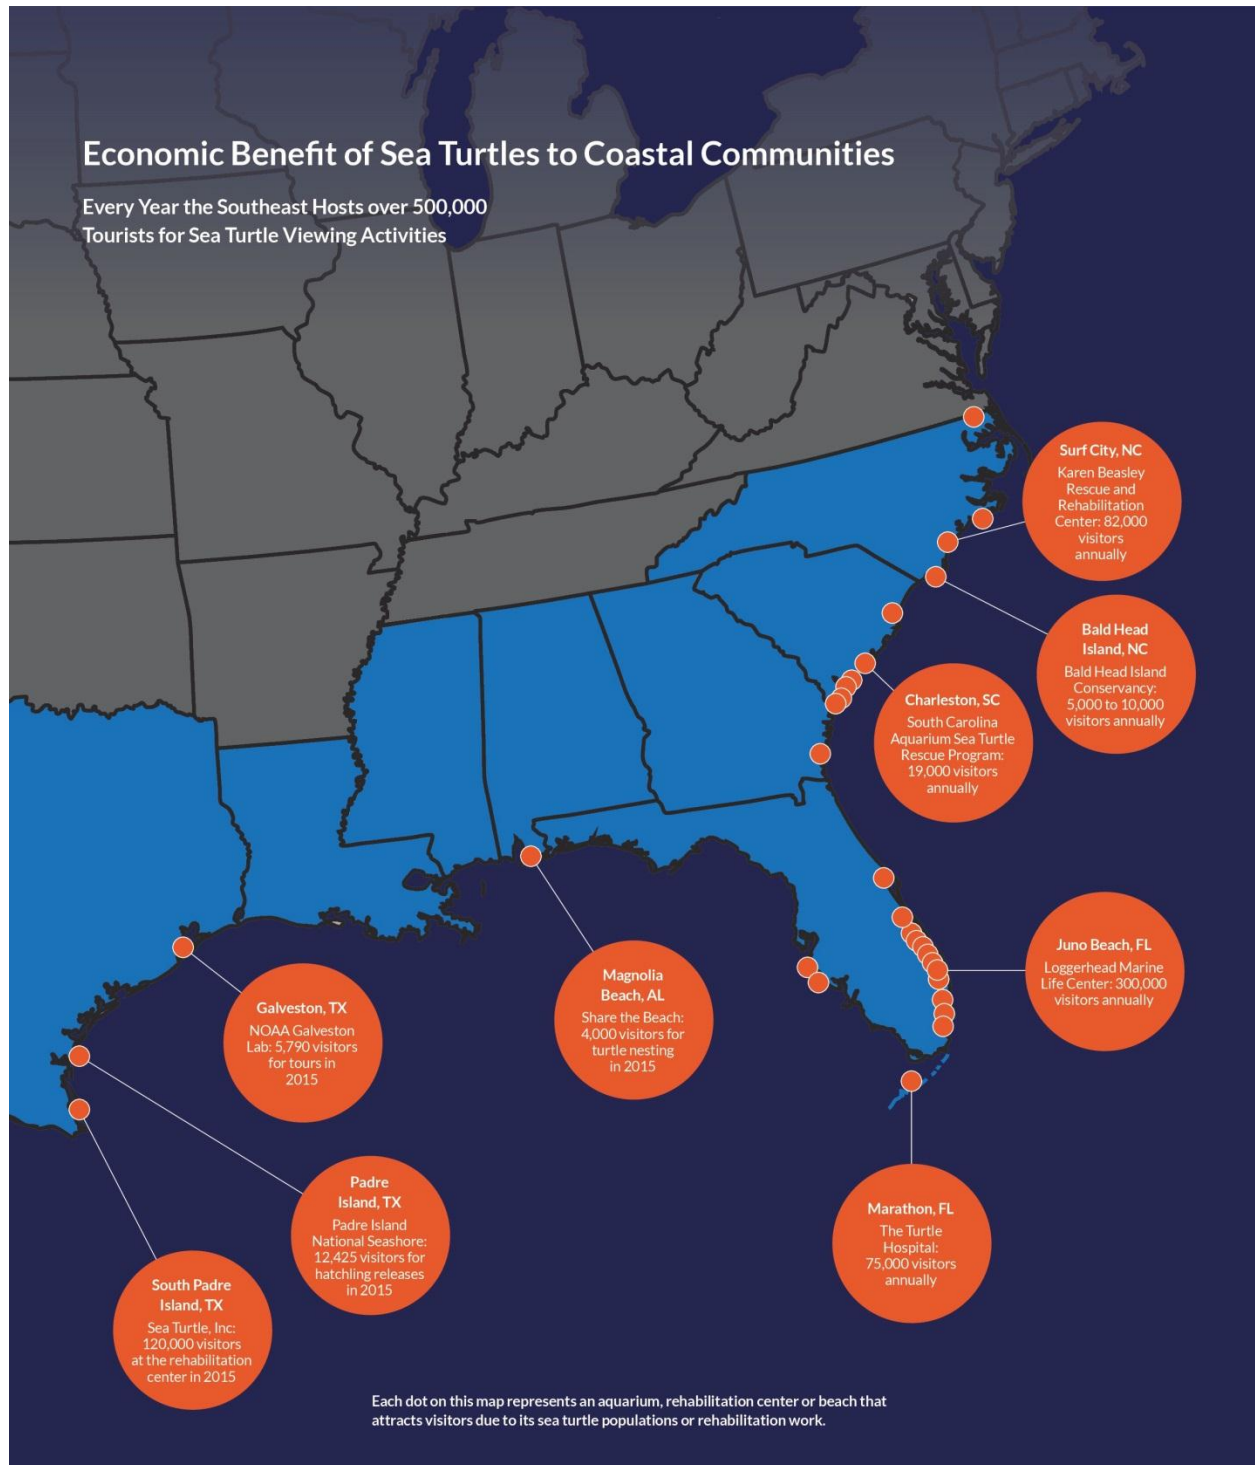 Economic Benefit of Sea Turtles to Coastal Communities
Every Year the Southeast Hosts over 500,000
Tourists for Sea Turtle Viewing Activities
Surf City, NC
Karen Beasley
Rescue and
Rehabilitation
Center: 82,000
visitors
annually
Bald Head
Island, NC
Bald Head Island
Conservancy:
5,000 to 10,000
visitors annually
Charleston, SC
South Carolina
Aquarium Sea Turtle
Rescue Program:
19,000 visitors
annually
Juno Beach, FL
Loggerhead Marine
Life Center: 300,000
visitors annually
Magnolia
Beach, AL
Share the Beach:
4,000 visitors for
turtle nesting
in 2015
Galveston, TX
NOAA Galveston
Lab: 5,790 visitors
for tours in
2015
Padre
Island, TX
Padre Island
National Seashore:
12,425 visitors for
hatchling releases
in 2015
Marathon, FL
The Turtle
Hospital:
75,000 visitors
annually
South Padre
Island, TX
Sea Turtle, Inc:
120,000 visitors
at the rehabilitation
center in 2015
Each dot on this map represents an aquarium, rehabilitation center or beach that
attracts visitors due to its sea turtle populations or rehabilitation work.